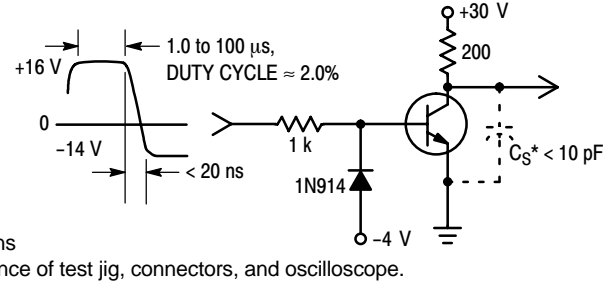 +30 V
200
1.0 to 100 μs,
DUTY CYCLE ≈ 2.0%
+16 V
0
−14 V
< 20 ns
1 k
1N914
−4 V
CS* < 10 pF
ns
nce of test jig, connectors, and oscilloscope.